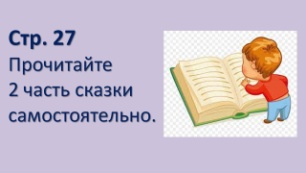 Стр. 27
Прочитайте
2 часть сказки
самостоятельно.